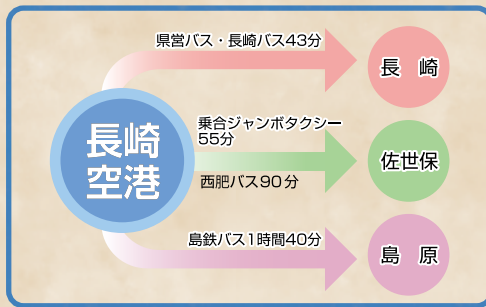 県営バス・長崎バス43分
長　崎
長崎
空港
乗合ジャンボタクシー
55分
佐世保
西肥バス90分
島鉄バス1時間40分
島　原